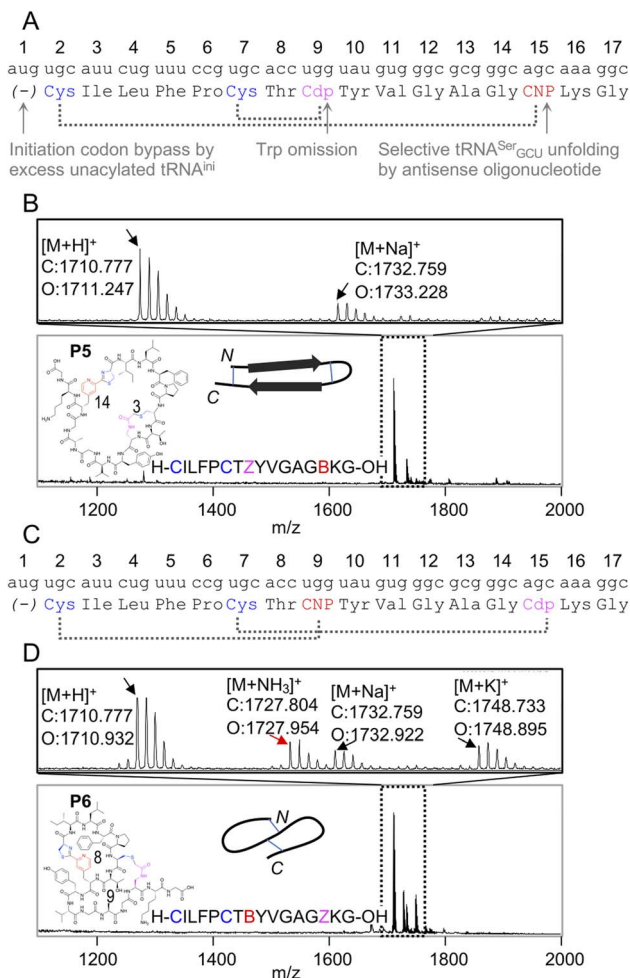 A
1 2 3 4 5 6 7 8 9 10 11 12 13 14 15 16 17
aug ugc auu cug uuu ccg ugc acc ugg uau gug ggc gcg ggg agc aaa ggc
(-) Cys Ile Leu Phe Pro Cys Thr Cdp Tyr Val Gly Ala Gly CNP Lys Gly
Initiation codon bypass by
excess unacylated tRNAini
Trp omission
Selective tRNASerGCU unfolding
by antisense oligonucleotide
B
[M+H]+
C:1710.777
O:1711.247
[M+Na]+
C:1732.759
O:1733.228
P5
14
3
N
C
H-CILFPCTZYVGAGBKG-OH
1200 1400 1600 1800 2000
m/z
C
1 2 3 4 5 6 7 8 9 10 11 12 13 14 15 16 17
aug ugc auu cug uuu ccg ugc acc ugg uau gug ggc gcg ggg agc aaa ggc
(-) Cys Ile Leu Phe Pro Cys Thr CNP Tyr Val Gly Ala Gly Cdp Lys Gly
D
[M+H]+
C:1710.777
O:1710.932
[M+NH3]+
C:1727.804
O:1727.954
[M+Na]+
C:1732.759
O:1732.922
[M+K]+
C:1748.733
O:1748.895
P6
8
9
N
C
H-CILFPCTBYVGAGZKG-OH
1200 1400 1600 1800 2000
m/z